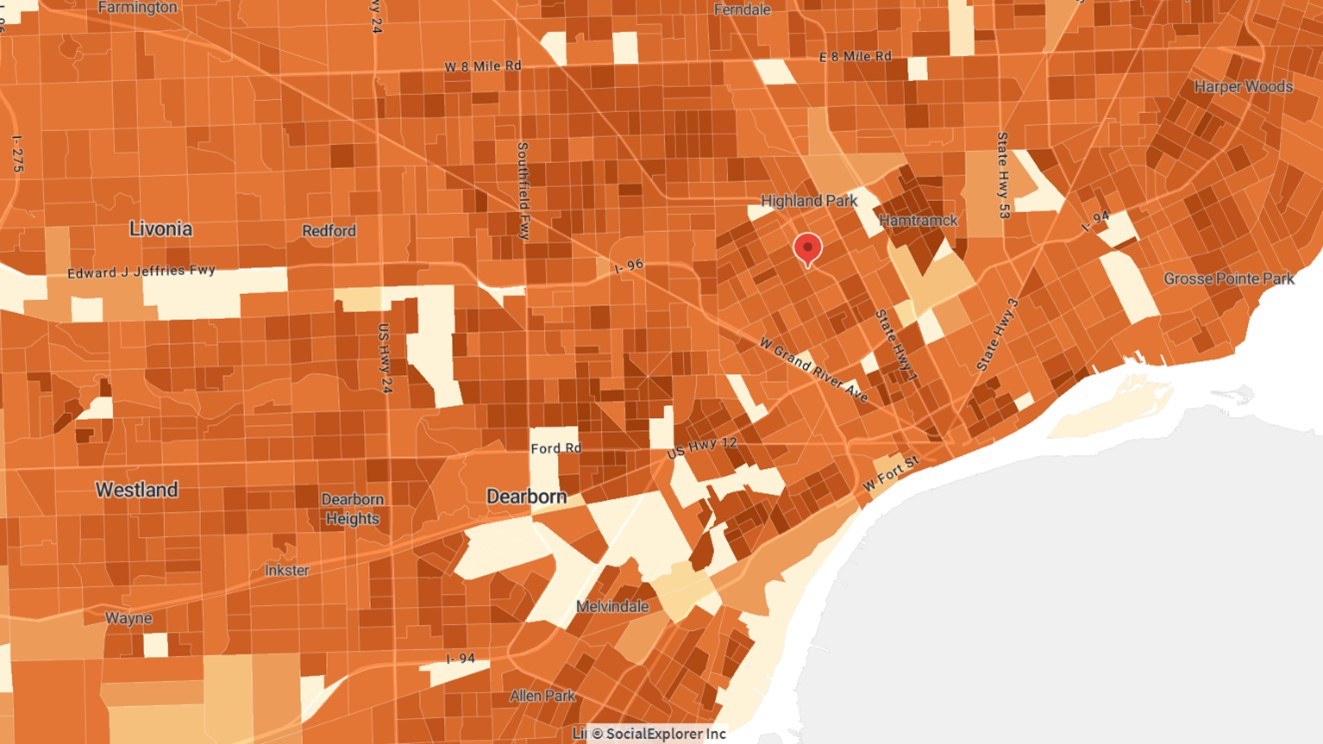 Farmington
Ferndale
W 8 Mile Rd
E 8 Mile Rd
Harper Woods
I- 275
Southfield Fwy
State Hwy 53
Highland Park
Hamtramck
I- 94
Livonia
Redford
Edward J Jeffries Fwy
I- 96
Grosse Pointe Park
US Hwy 24
State Hwy 1
State Hwy 3
W Grand River Ave
Ford Rd
US Hwy 12
W Fort St
Westland
Dearborn
Heights
Dearborn
Inkster
Melvindale
Wayne
I- 94
Allen Park
© SocialExplorer Inc